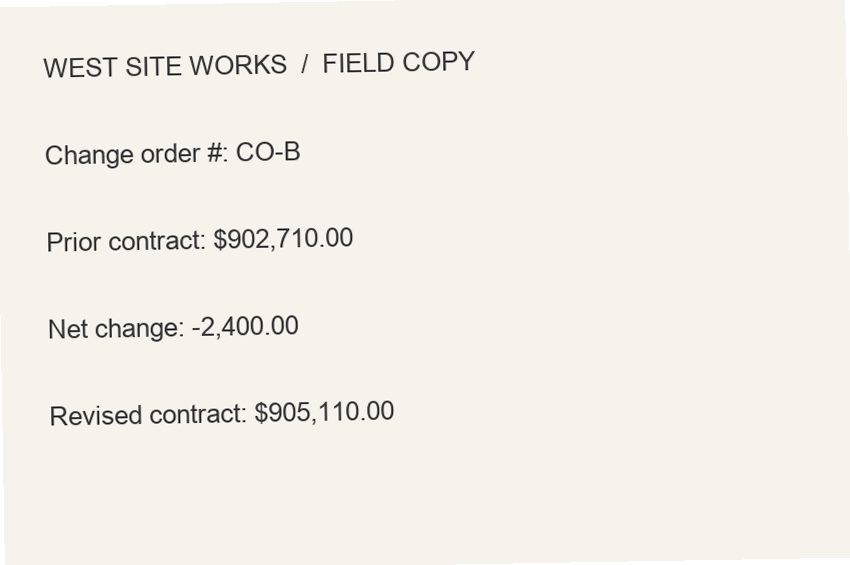 WEST SITE WORKS / FIELD COPY
Change order #: CO-B
Prior contract: $902,710.00
Net change: -2,400.00
Revised contract: $905,110.00